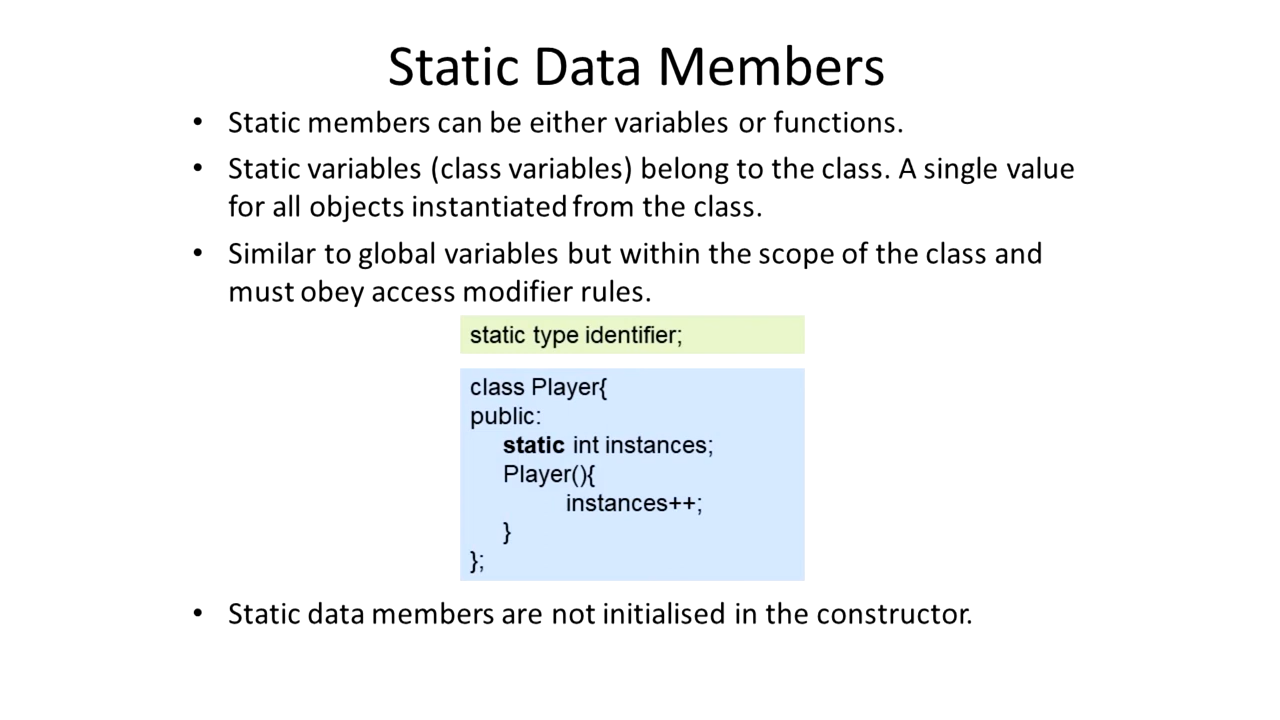 Static Data Members
• Static members can be either variables or functions.
• Static variables (class variables) belong to the class. A single value
for all objects instantiated from the class.
• Similar to global variables but within the scope of the class and
must obey access modifier rules.
static type identifier;
class Player{
public:
static int instances;
Player(){
instances++;
}
};
• Static data members are not initialised in the constructor.